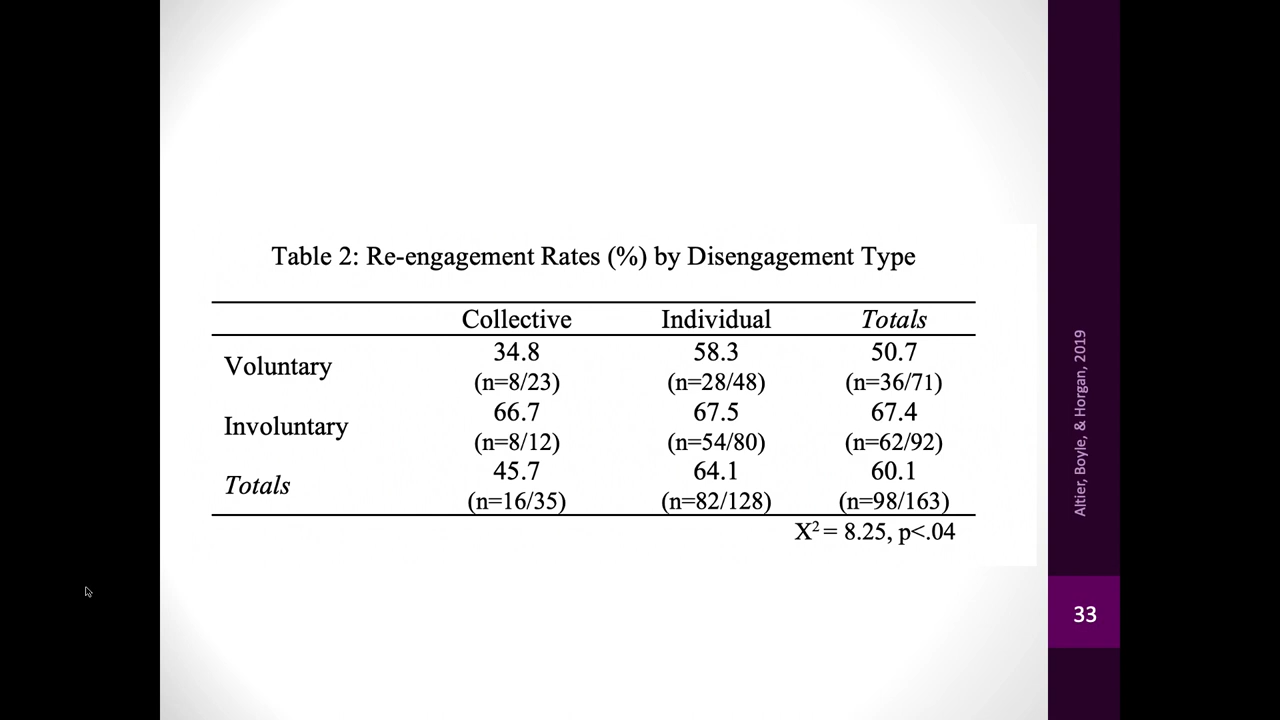 Table 2: Re-engagement Rates (%) by Disengagement Type
Collective Individual Totals
Voluntary 34.8 58.3 50.7
(n=8/23) (n=28/48) (n=36/71)
Involuntary 66.7 67.5 67.4
(n=8/12) (n=54/80) (n=62/92)
Totals 45.7 64.1 60.1
(n=16/35) (n=82/128) (n=98/163)
X² = 8.25, p<.04
Altier, Boyle, & Horgan, 2019
33